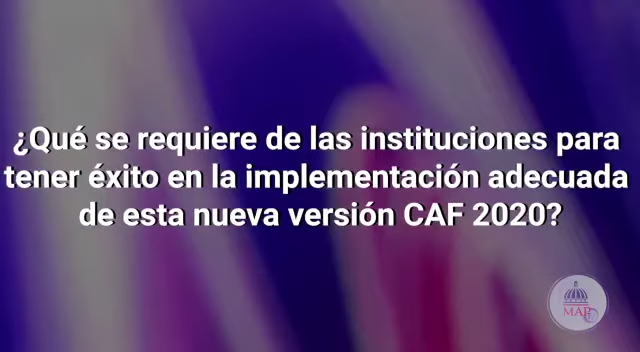 ¿Qué se requiere de las instituciones para
tener éxito en la implementación adecuada
de esta nueva versión CAF 2020?
MAP